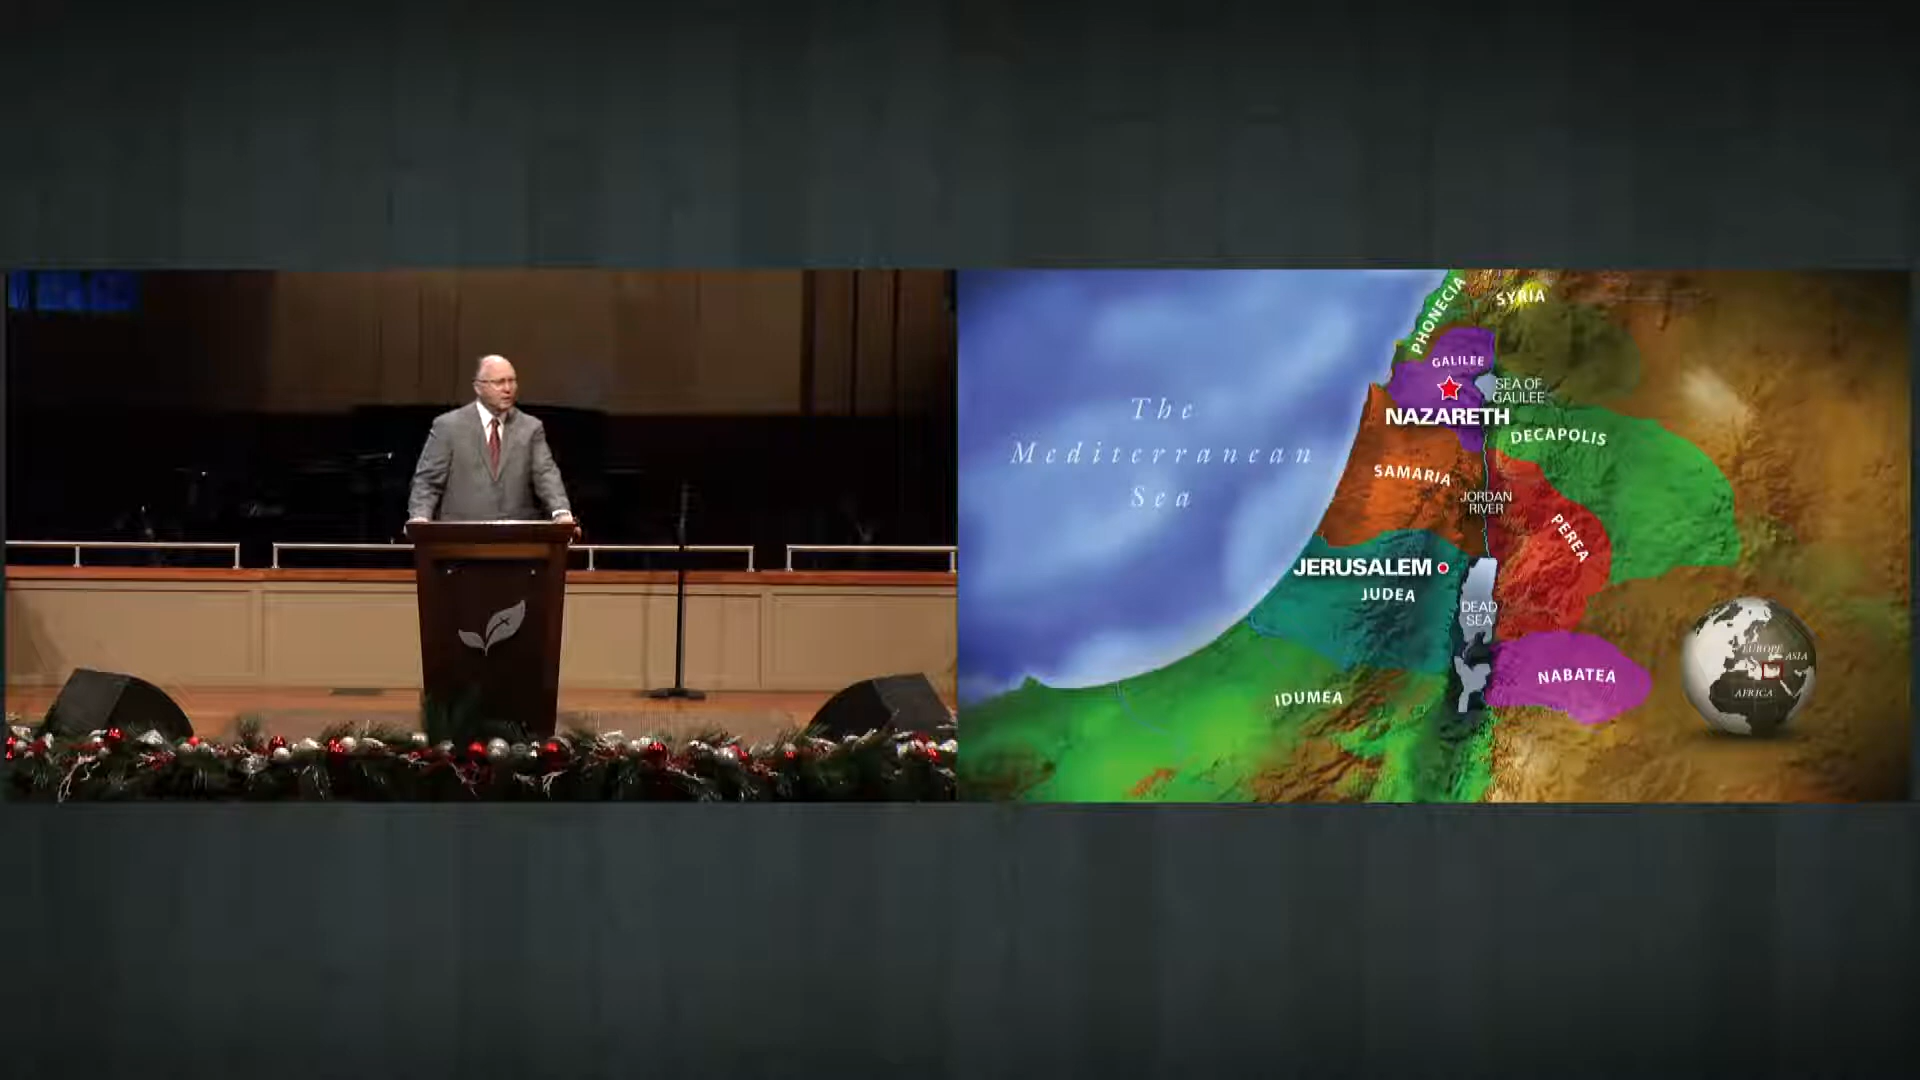 PHONECIA
SYRIA
GALILEE
SEA OF
GALILEE
NAZARETH
DECAPOLIS
The
Mediterranean
Sea
SAMARIA
JORDAN
RIVER
PEREA
JERUSALEM
JUDEA
DEAD
SEA
NABATEA
IDUMEA
EUROPE
ASIA
AFRICA